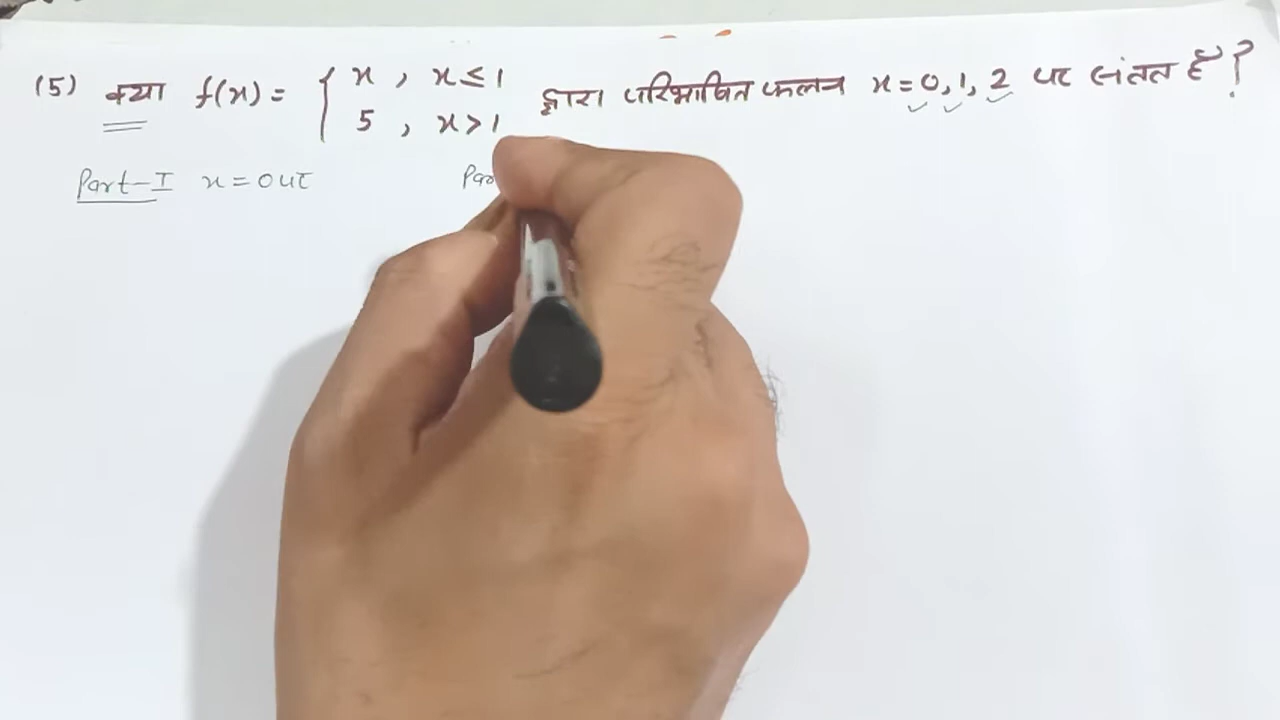 (5) क्या f(x) = { x , x ≤ 1 द्वारा परिभाषित फलन x = 0, 1, 2 पर संतत है ?
5 , x > 1
Part-I x = 0 पर